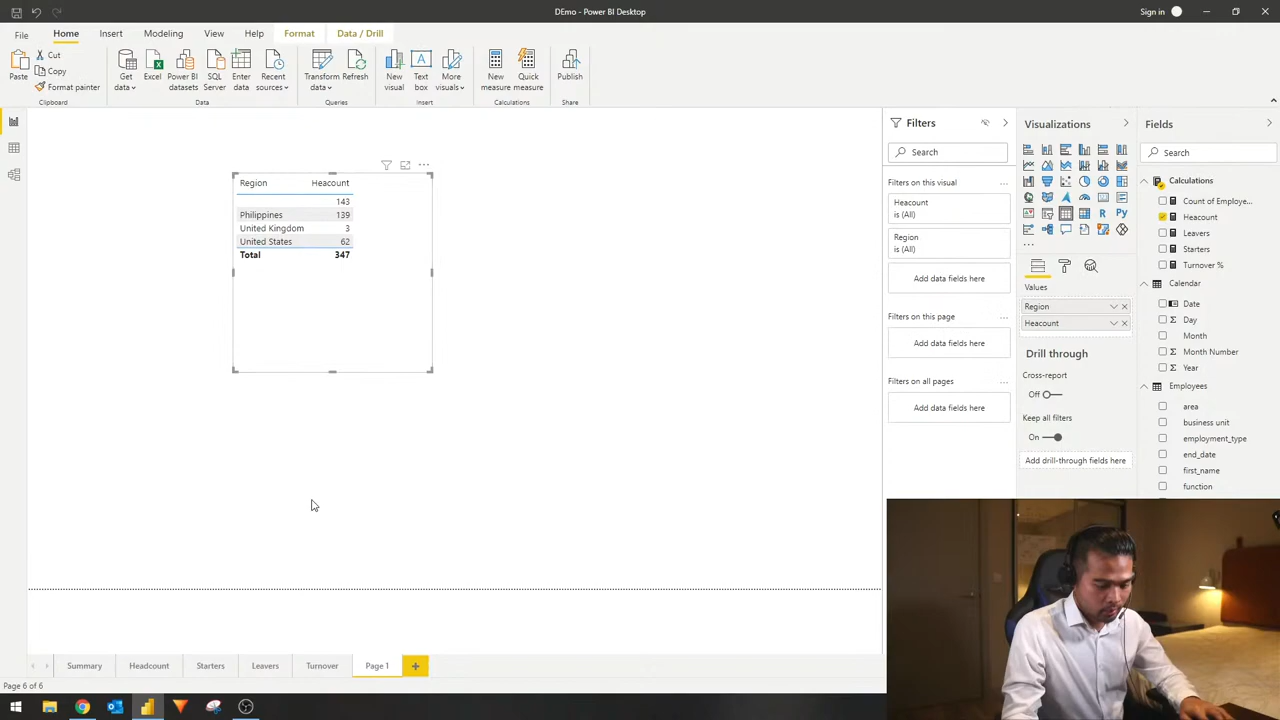 DEmo - Power BI Desktop
Sign in
File
Home
Insert
Modeling
View
Help
Format
Data / Drill
Paste
Cut
Copy
Format painter
Clipboard
Get data
Excel
Power BI datasets
SQL Server
Enter data
Recent sources
Data
Transform data
Refresh
Queries
New visual
Text box
More visuals
Insert
New measure
Quick measure
Calculations
Publish
Share
Region Heacount
143
Philippines 139
United Kingdom 3
United States 62
Total 347
Filters
Search
Filters on this visual
Heacount
is (All)
Region
is (All)
Add data fields here
Filters on this page
Add data fields here
Filters on all pages
Add data fields here
Visualizations
R
Py
Values
Region
Heacount
Drill through
Cross-report
Off
Keep all filters
On
Add drill-through fields here
Fields
Search
Calculations
Count of Employe...
Heacount
Leavers
Starters
Turnover %
Calendar
Date
Day
Month
Month Number
Year
Employees
area
business unit
employment_type
end_date
first_name
function
Summary
Headcount
Starters
Leavers
Turnover
Page 1
Page 6 of 6